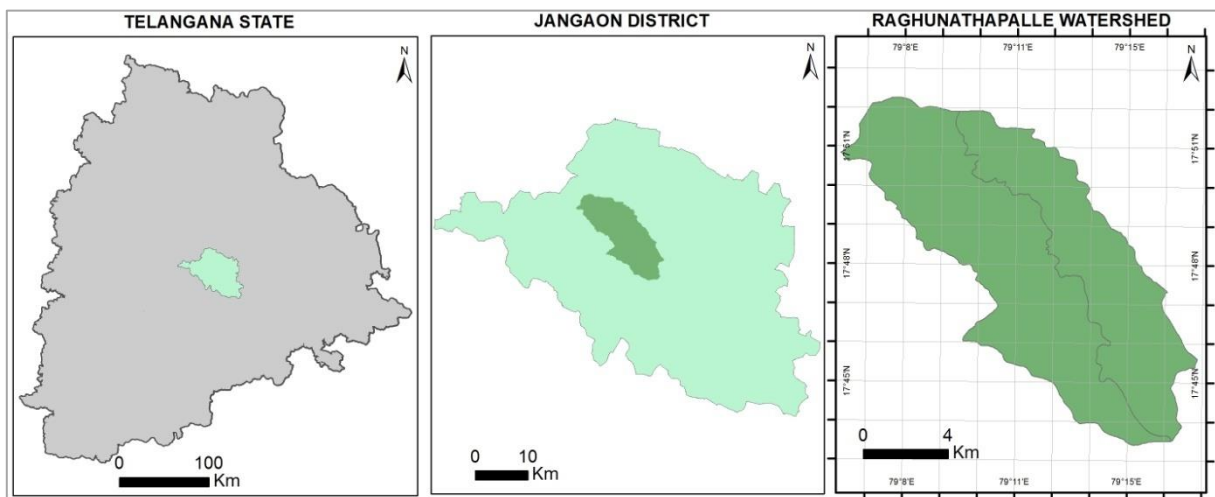 TELANGANA STATE
JANGAON DISTRICT
RAGHUNATHAPALLE WATERSHED
N
N
N
79°8'E 79°11'E 79°15'E
17°51'N 17°51'N
17°48'N 17°48'N
17°45'N 17°45'N
0 100
Km
0 10
Km
0 4
Km
79°8'E 79°11'E 79°15'E